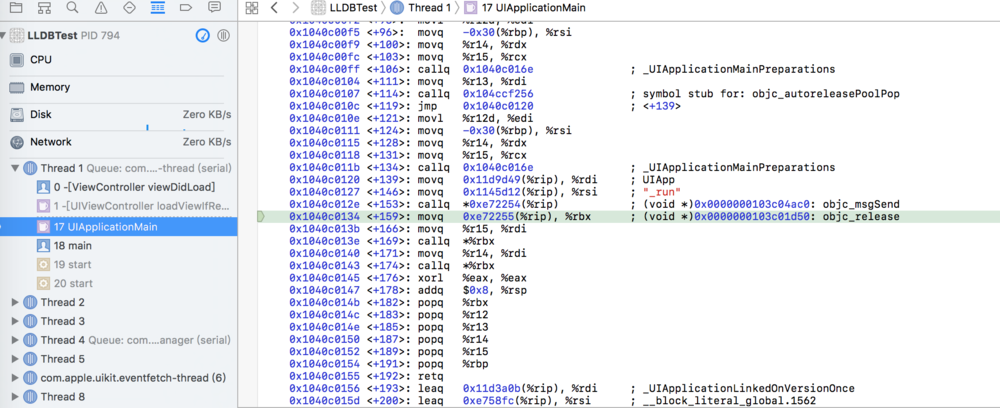 LLDBTest PID 794
CPU
Memory
Disk Zero KB/s
Network Zero KB/s
Thread 1 Queue: com....-thread (serial)
0 -[ViewController viewDidLoad]
1 -[UIViewController loadViewIfRe...
17 UIApplicationMain
18 main
19 start
20 start
Thread 2
Thread 3
Thread 4 Queue: com....anager (serial)
Thread 5
com.apple.uikit.eventfetch-thread (6)
Thread 8
LLDBTest Thread 1 17 UIApplicationMain
0x1040c00f5 <+96>: movq -0x30(%rbp), %rsi
0x1040c00f9 <+100>: movq %r14, %rdx
0x1040c00fc <+103>: movq %r15, %rcx
0x1040c00ff <+106>: callq 0x1040c016e ; _UIApplicationMainPreparations
0x1040c0104 <+111>: movq %r13, %rdi
0x1040c0107 <+114>: callq 0x104ccf256 ; symbol stub for: objc_autoreleasePoolPop
0x1040c010c <+119>: jmp 0x1040c0120 ; <+139>
0x1040c010e <+121>: movl %r12d, %edi
0x1040c0111 <+124>: movq -0x30(%rbp), %rsi
0x1040c0115 <+128>: movq %r14, %rdx
0x1040c0118 <+131>: movq %r15, %rcx
0x1040c011b <+134>: callq 0x1040c016e ; _UIApplicationMainPreparations
0x1040c0120 <+139>: movq 0x11d9d49(%rip), %rdi ; UIApp
0x1040c0127 <+146>: movq 0x1145d12(%rip), %rsi ; "_run"
0x1040c012e <+153>: callq *0xe72254(%rip) ; (void *)0x0000000103c04ac0: objc_msgSend
0x1040c0134 <+159>: movq 0xe72255(%rip), %rbx ; (void *)0x0000000103c01d50: objc_release
0x1040c013b <+166>: movq %r15, %rdi
0x1040c013e <+169>: callq *%rbx
0x1040c0140 <+171>: movq %r14, %rdi
0x1040c0143 <+174>: callq *%rbx
0x1040c0145 <+176>: xorl %eax, %eax
0x1040c0147 <+178>: addq $0x8, %rsp
0x1040c014b <+182>: popq %rbx
0x1040c014c <+183>: popq %r12
0x1040c014e <+185>: popq %r13
0x1040c0150 <+187>: popq %r14
0x1040c0152 <+189>: popq %r15
0x1040c0154 <+191>: popq %rbp
0x1040c0155 <+192>: retq
0x1040c0156 <+193>: leaq 0x11d3a0b(%rip), %rdi ; _UIApplicationLinkedOnVersionOnce
0x1040c015d <+200>: leaq 0xe758fc(%rip), %rsi ; __block_literal_global.1562